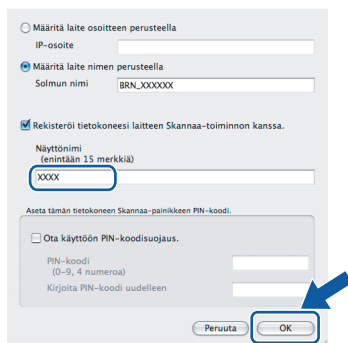 Määritä laite osoitteen perusteella
IP-osoite
Määritä laite nimen perusteella
Solmun nimi BRN_XXXXXX
Rekisteröi tietokoneesi laitteen Skannaa-toiminnon kanssa.
Näyttönimi
(enintään 15 merkkiä)
XXXX
Aseta tämän tietokoneen Skannaa-painikkeen PIN-koodi.
Ota käyttöön PIN-koodisuojaus.
PIN-koodi
(0-9, 4 numeroa)
Kirjoita PIN-koodi uudelleen
Peruuta OK